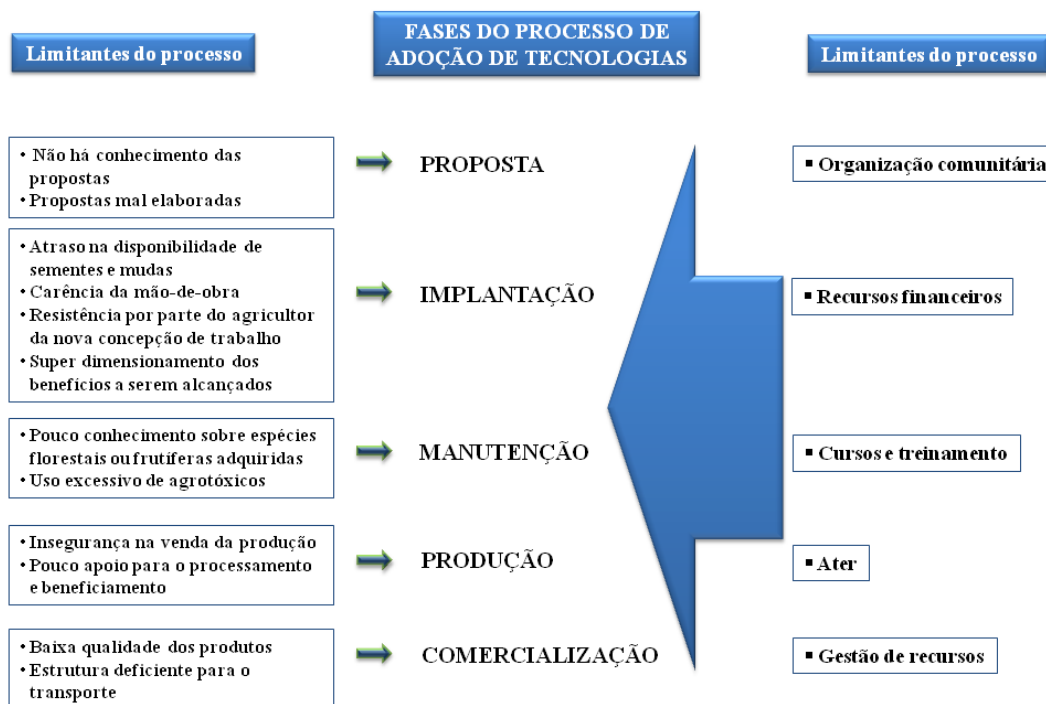 Limitantes do processo
FASES DO PROCESSO DE
ADOÇÃO DE TECNOLOGIAS
Limitantes do processo
• Não há conhecimento das
propostas
• Propostas mal elaboradas
PROPOSTA
▪ Organização comunitária
• Atraso na disponibilidade de
sementes e mudas
• Carência da mão-de-obra
• Resistência por parte do agricultor
da nova concepção de trabalho
• Super dimensionamento dos
benefícios a serem alcançados
IMPLANTAÇÃO
▪ Recursos financeiros
• Pouco conhecimento sobre espécies
florestais ou frutíferas adquiridas
• Uso excessivo de agrotóxicos
MANUTENÇÃO
▪ Cursos e treinamento
• Insegurança na venda da produção
• Pouco apoio para o processamento
e beneficiamento
PRODUÇÃO
▪ Ater
• Baixa qualidade dos produtos
• Estrutura deficiente para o
transporte
COMERCIALIZAÇÃO
▪ Gestão de recursos